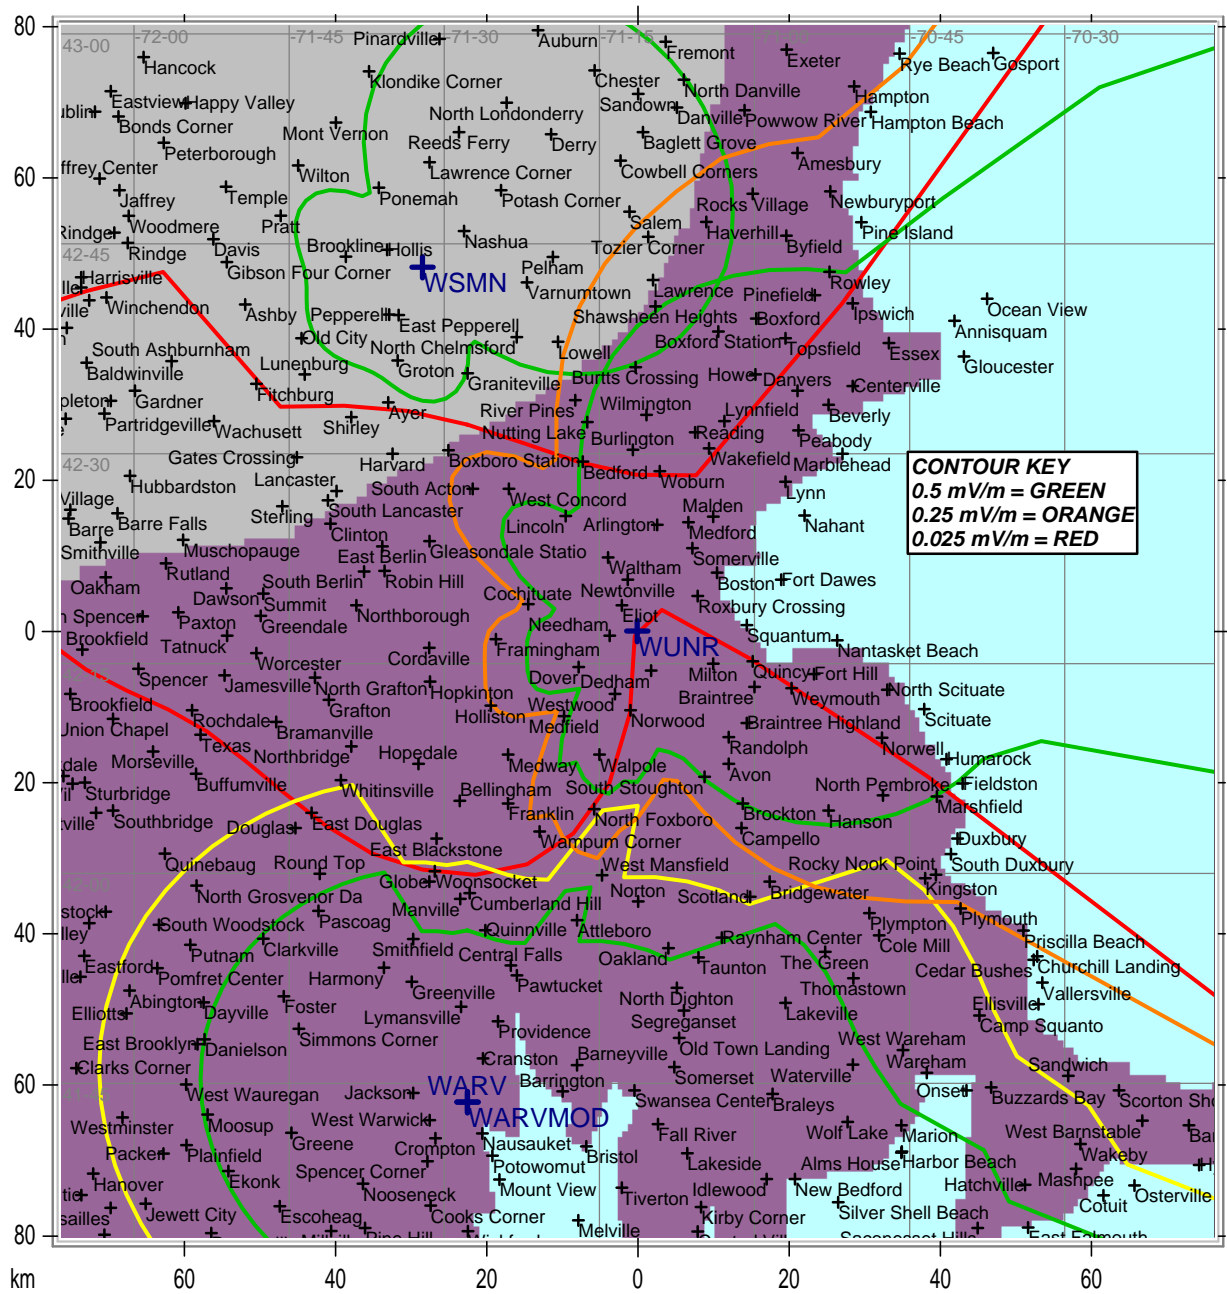 80
43-00
-72-00
-71-45
Pinardville
-71-30
Auburn
-71-15
Fremont
-71-00
Exeter
-70-45
Rye Beach
-70-30
Gosport
Hancock
Klondike Corner
Chester
North Danville
Sandown
Hampton
Eastview
Happy Valley
North Londonderry
Danville
Powwow River
Hampton Beach
Bonds Corner
Mont Vernon
Reeds Ferry
Derry
Baglett Grove
Peterborough
Amesbury
ffrey Center
Wilton
Lawrence Corner
Cowbell Corners
60
Jaffrey
Temple
Ponemah
Potash Corner
Rocks Village
Newburyport
Woodmere
Pratt
Salem
Haverhill
Pine Island
Rindge
Davis
Brookline
Hollis
Nashua
Tozier Corner
Byfield
42-45
Rindge
Gibson Four Corner
Pelham
Harrisville
WSMN
Varnumtown
Lawrence
Pinefield
Rowley
ville
Winchendon
Ashby
Pepperell
East Pepperell
Shawsheen Heights
Boxford
Ipswich
Ocean View
Annisquam
40
Old City
North Chelmsford
Boxford Station
Topsfield
Essex
South Ashburnham
Lunenburg
Lowell
Gloucester
Baldwinville
Groton
Graniteville
Burtts Crossing
Howe
Danvers
Centerville
pleton
Gardner
Fitchburg
Ayer
River Pines
Wilmington
Lynnfield
Beverly
Partridgeville
Wachusett
Shirley
Nutting Lake
Burlington
Reading
Peabody
42-30
Gates Crossing
Harvard
Boxboro Station
Bedford
Wakefield
Marblehead
Woburn
CONTOUR KEY
0.5 mV/m = GREEN
0.25 mV/m = ORANGE
0.025 mV/m = RED
20
Hubbardston
Lancaster
South Acton
West Concord
Lynn
Village
South Lancaster
Malden
Nahant
Barre
Barre Falls
Sterling
Clinton
Lincoln
Arlington
Medford
Smithville
Muschopauge
East Berlin
Gleasondale Statio
Somerville
Oakham
Rutland
South Berlin
Robin Hill
Waltham
Boston
Fort Dawes
Dawson
Summit
Cochituate
Newtonville
n Spencer
Paxton
Greendale
Northborough
Eliot
Roxbury Crossing
0
Brookfield
Tatnuck
Needham
WUNR
Squantum
Nantasket Beach
Worcester
Cordaville
Framingham
Spencer
Jamesville
North Grafton
Hopkinton
Dover
Dedham
Milton
Quincy
Fort Hill
Brookfield
Grafton
Holliston
Westwood
Braintree
Weymouth
North Scituate
Union Chapel
Rochdale
Bramanville
Medfield
Norwood
Braintree Highland
Scituate
Morseville
Texas
Northbridge
Hopedale
Medway
Walpole
Randolph
Norwell
Humarock
dale
Buffumville
Whitinsville
Bellingham
South Stoughton
Avon
North Pembroke
Fieldston
20
Sturbridge
Marshfield
Southbridge
Douglas
East Douglas
Franklin
North Foxboro
Brockton
Hanson
ville
East Blackstone
Wampum Corner
Campello
Duxbury
Quinebaug
Round Top
West Mansfield
Rocky Nook Point
South Duxbury
42-00
North Grosvenor Da
Globe
Woonsocket
Norton
Scotland
Bridgewater
Kingston
stock
South Woodstock
Pascoag
Manville
Cumberland Hill
Plympton
Plymouth
40
lley
Putnam
Clarkville
Smithfield
Quinnville
Attleboro
Raynham Center
Cole Mill
Priscilla Beach
Eastford
Pomfret Center
Harmony
Central Falls
Oakland
Taunton
The Green
Cedar Bushes
Churchill Landing
Abington
Greenville
Pawtucket
North Dighton
Thomastown
Vallersville
Elliotts
Dayville
Foster
Lymansville
Providence
Segreganset
Lakeville
Ellisville
Camp Squanto
East Brooklyn
Danielson
Simmons Corner
Cranston
Barneyville
Old Town Landing
West Wareham
Clarks Corner
Somerset
Waterville
Wareham
Sandwich
60
West Wauregan
Jackson
WARV
Barrington
Swansea Center
Braleys
Onset
Buzzards Bay
Scorton Sho
Westminster
Moosup
West Warwick
WARVMOD
West Barnstable
Packer
Plainfield
Greene
Crompton
Nausauket
Bristol
Fall River
Wolf Lake
Marion
Wakeby
Hanover
Ekonk
Spencer Corner
Potowomut
Lakeside
Alms House
Harbor Beach
Mashpee
Jewett City
Nooseneck
Mount View
Tiverton
Idlewood
New Bedford
Hatchville
Cotuit
Osterville
Escoheag
Cooks Corner
Melville
Kirby Corner
Silver Shell Beach
80
East Falmouth
km
60
40
20
0
20
40
60